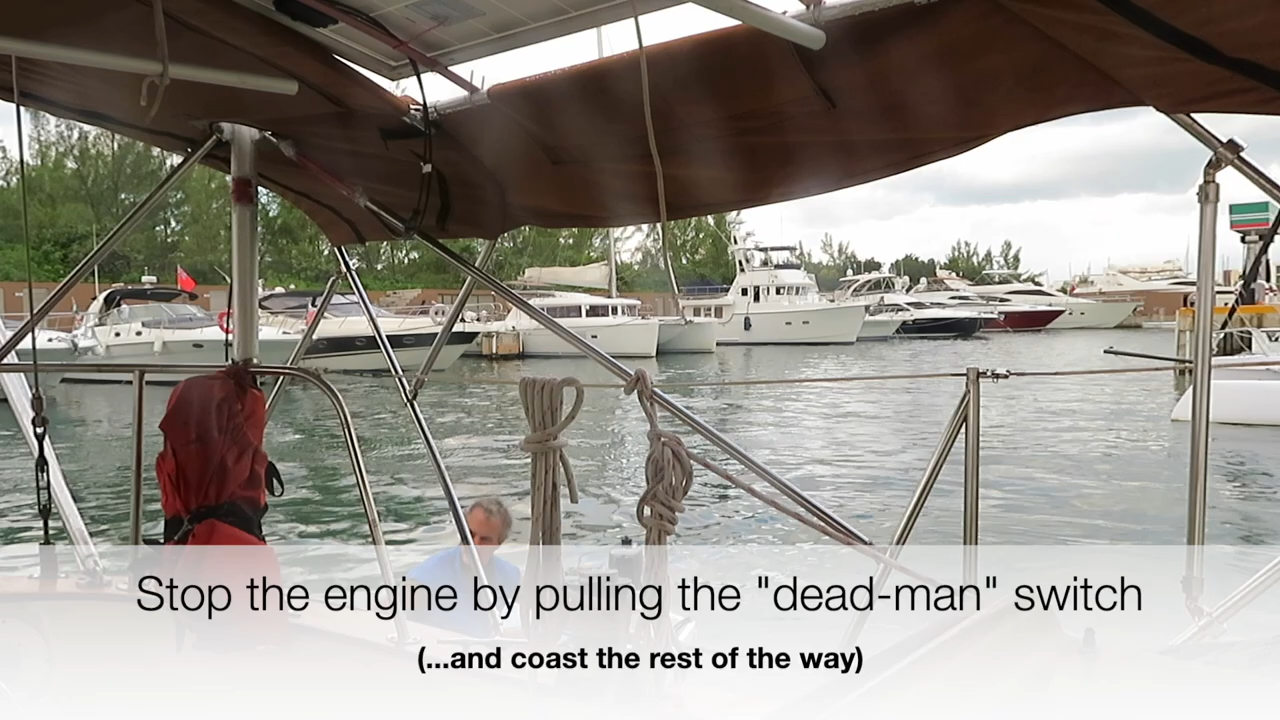 Stop the engine by pulling the "dead-man" switch
(...and coast the rest of the way)